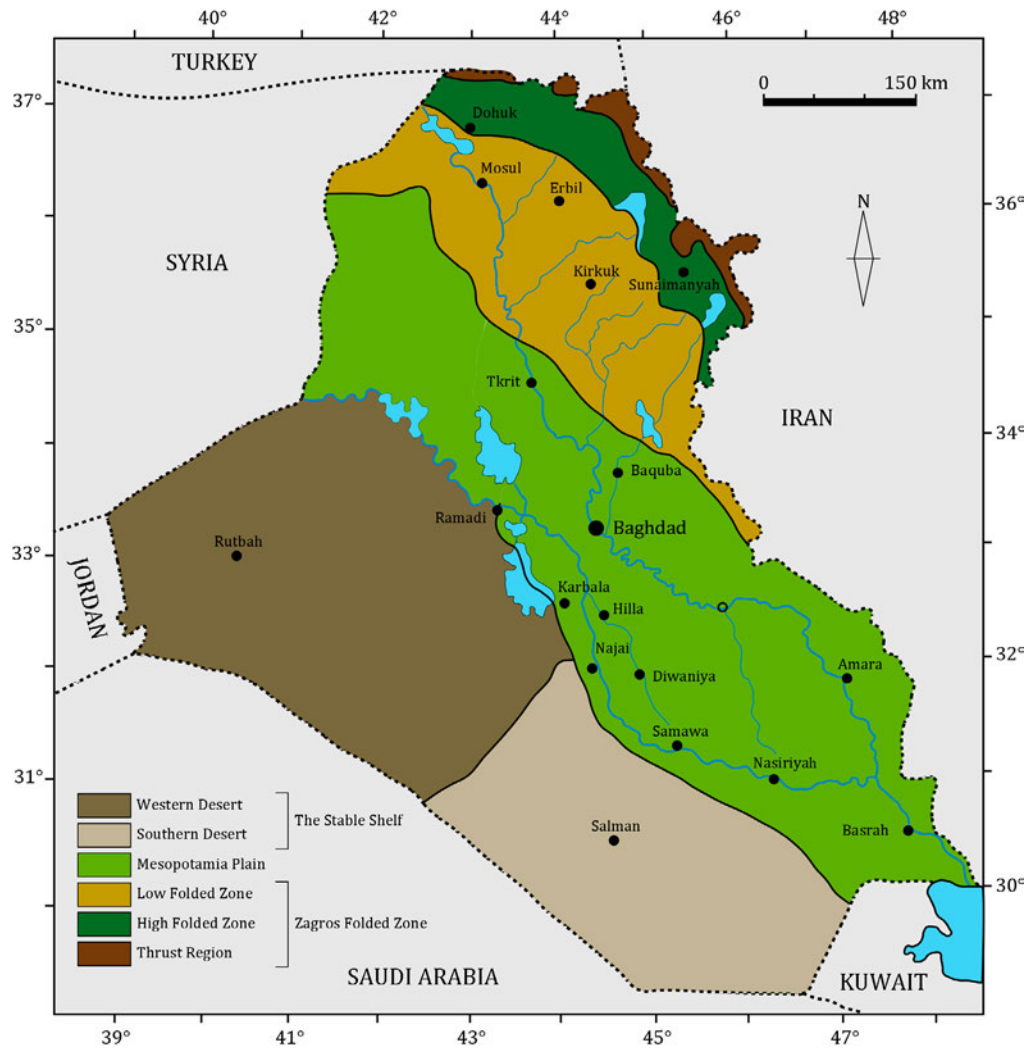 40°
42°
44°
46°
48°
TURKEY
0
150 km
37°
Dohuk
Mosul
Erbil
N
36°
SYRIA
Kirkuk
Sunaimanyah
35°
Tkrit
IRAN
34°
Baquba
Ramadi
Baghdad
33°
Rutbah
JORDAN
Karbala
Hilla
Najai
32°
Diwaniya
Amara
Samawa
31°
Nasiriyah
Western Desert
The Stable Shelf
Southern Desert
Salman
Basrah
Mesopotamia Plain
30°
Low Folded Zone
High Folded Zone
Zagros Folded Zone
Thrust Region
SAUDI ARABIA
KUWAIT
39°
41°
43°
45°
47°